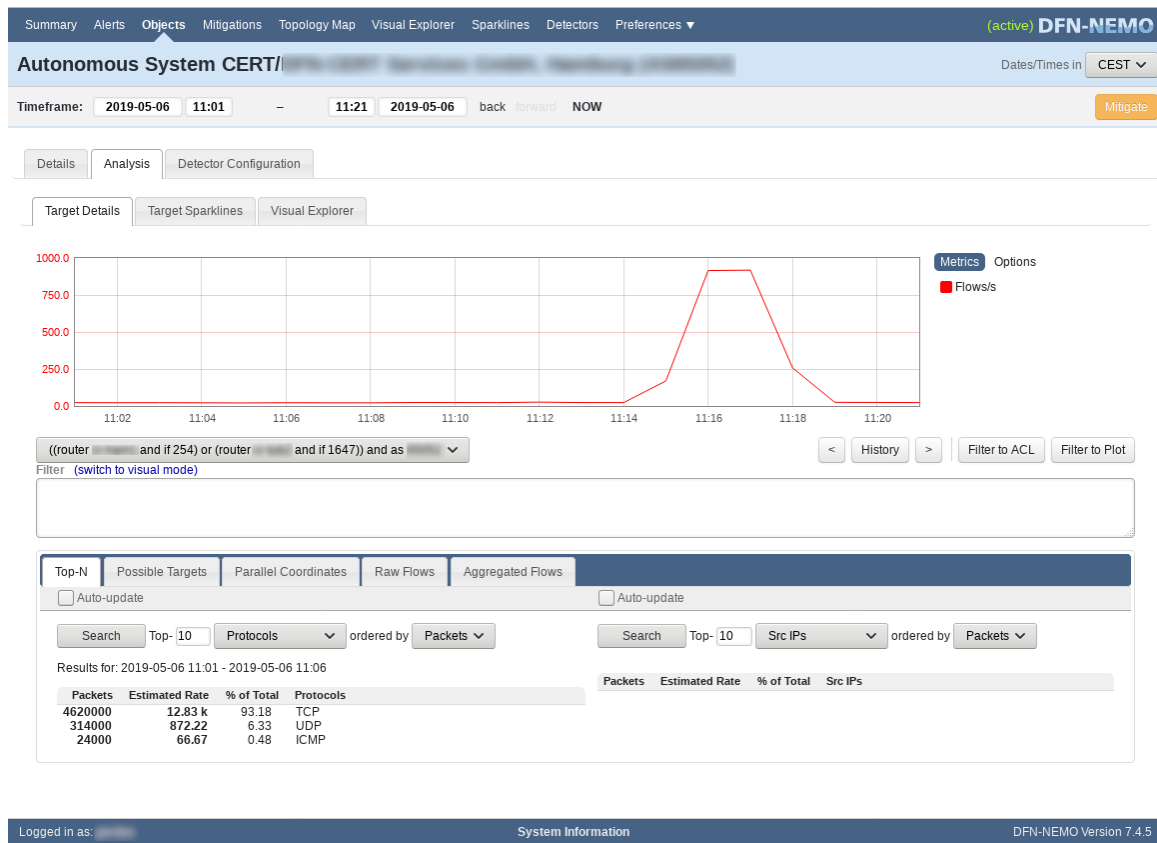 Summary Alerts Objects Mitigations Topology Map Visual Explorer Sparklines Detectors Preferences ▼ (active) DFN-NEMO
Autonomous System CERT/ Dates/Times in CEST
Timeframe: 2019-05-06 11:01 – 11:21 2019-05-06 back forward NOW Mitigate
Details Analysis Detector Configuration
Target Details Target Sparklines Visual Explorer
1000.0
750.0
500.0
250.0
0.0
11:02 11:04 11:06 11:08 11:10 11:12 11:14 11:16 11:18 11:20
Metrics Options
Flows/s
((router and if 254) or (router and if 1647)) and as < History > Filter to ACL Filter to Plot
Filter (switch to visual mode)
Top-N Possible Targets Parallel Coordinates Raw Flows Aggregated Flows
Auto-update Auto-update
Search Top- 10 Protocols ordered by Packets Search Top- 10 Src IPs ordered by Packets
Results for: 2019-05-06 11:01 - 2019-05-06 11:06
Packets Estimated Rate % of Total Src IPs
Packets Estimated Rate % of Total Protocols
4620000 12.83 k 93.18 TCP
314000 872.22 6.33 UDP
24000 66.67 0.48 ICMP
Logged in as: System Information DFN-NEMO Version 7.4.5